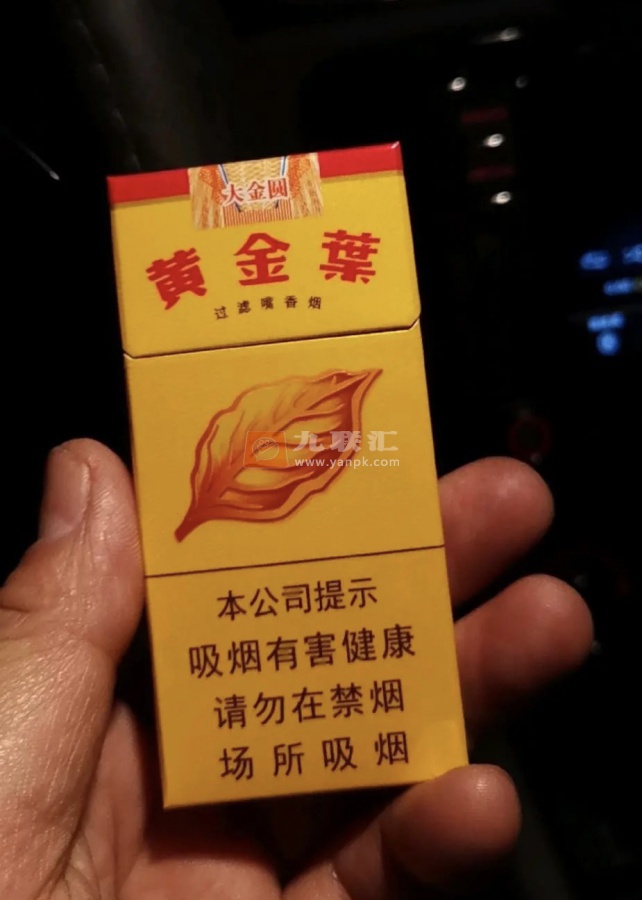 大金圆
黄金葉
过滤嘴香烟
九联汇
www.yanpk.com
本公司提示
吸烟有害健康
请勿在禁烟
场所吸烟